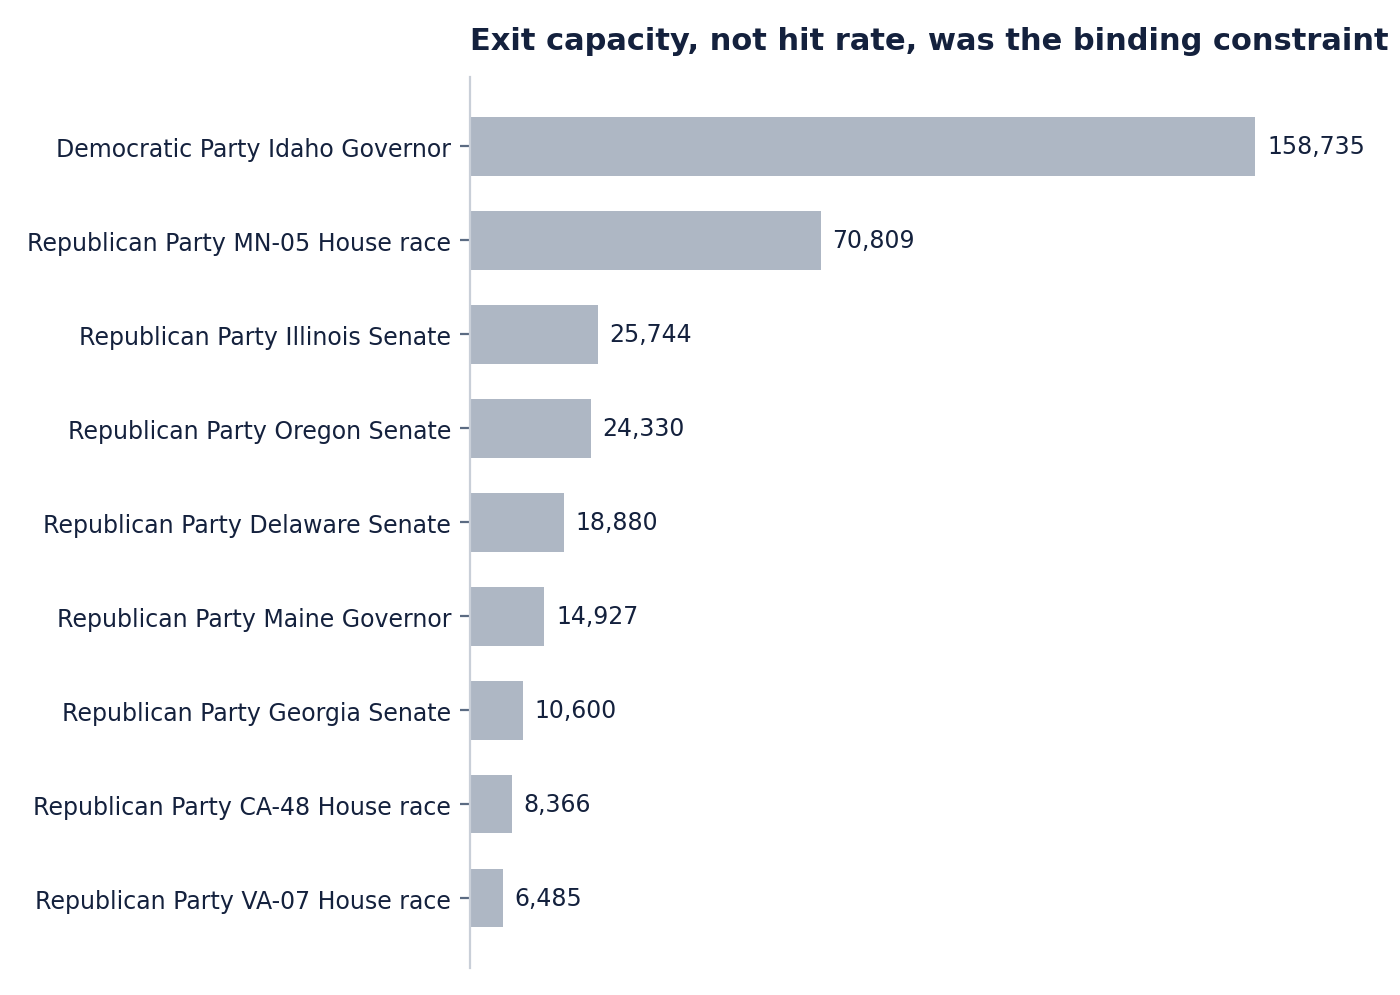 Exit capacity, not hit rate, was the binding constraint
Democratic Party Idaho Governor 158,735
Republican Party MN-05 House race 70,809
Republican Party Illinois Senate 25,744
Republican Party Oregon Senate 24,330
Republican Party Delaware Senate 18,880
Republican Party Maine Governor 14,927
Republican Party Georgia Senate 10,600
Republican Party CA-48 House race 8,366
Republican Party VA-07 House race 6,485